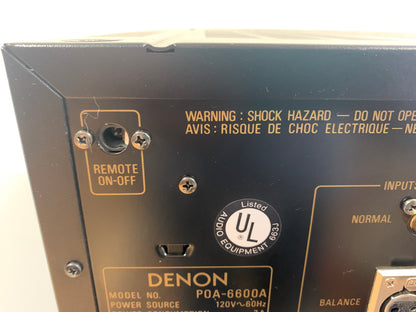 WARNING : SHOCK HAZARD — DO NOT OPE
AVIS : RISQUE DE CHOC ELECTRIQUE — NE
REMOTE
ON-OFF
INPUTS
NORMAL
Listed
UL
AUDIO EQUIPMENT 663J
DENON
MODEL NO. POA-6600A
POWER SOURCE 120V~60Hz
BALANCE